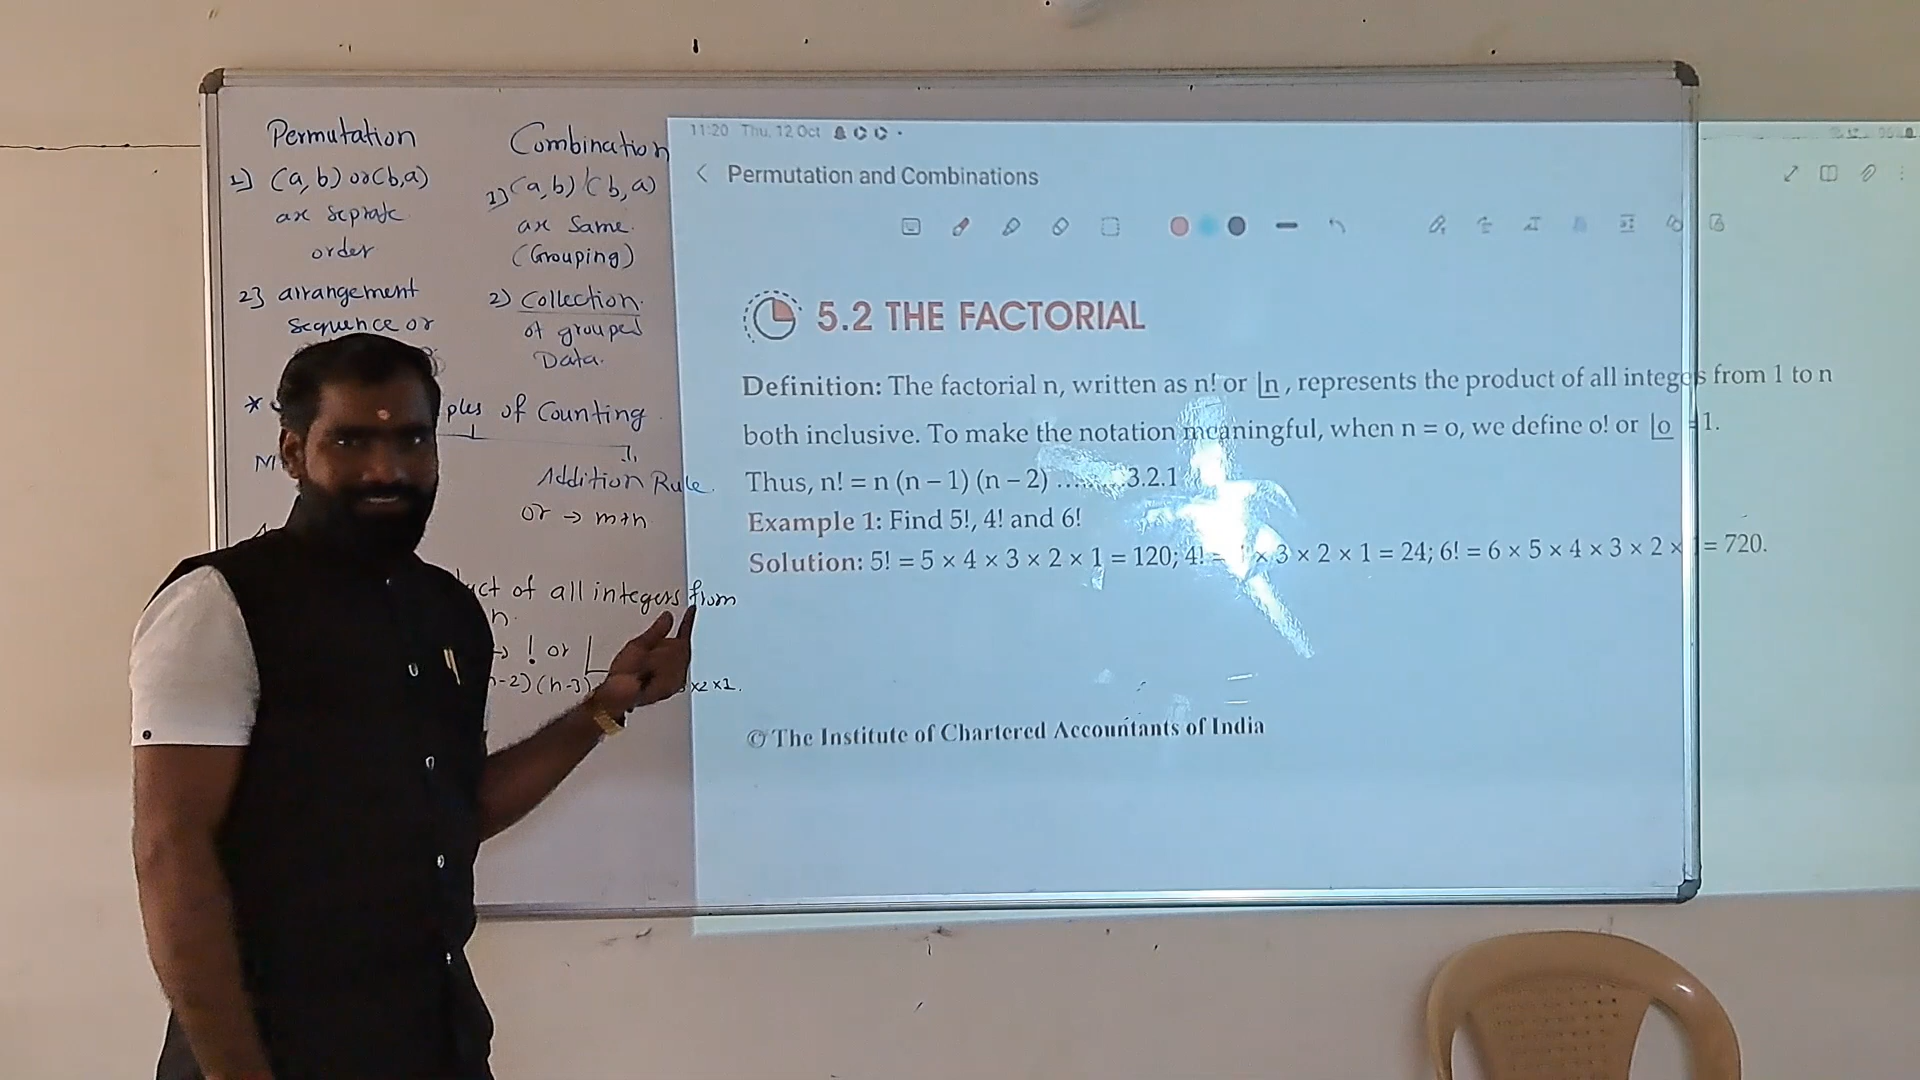 Permutation
1) (a, b) or (b, a)
are seprate
order
2) arrangement
sequence or
Combination
1) (a, b) (b, a)
are Same.
(Grouping)
2) Collection.
of grouped
Data.
of Counting
Addition Rule.
or → m+n
of all integers from
n.
→ ! or
(n-3)
x2 x1.
11:20 Thu, 12 Oct
< Permutation and Combinations
5.2 THE FACTORIAL
Definition: The factorial n, written as n! or |n, represents the product of all integers from 1 to n
both inclusive. To make the notation meaningful, when n = o, we define o! or |o = 1.
Thus, n! = n (n – 1) (n – 2) ........3.2.1
Example 1: Find 5!, 4! and 6!
Solution: 5! = 5 × 4 × 3 × 2 × 1 = 120; 4! = × 3 × 2 × 1 = 24; 6! = 6 × 5 × 4 × 3 × 2 × = 720.
© The Institute of Chartered Accountants of India